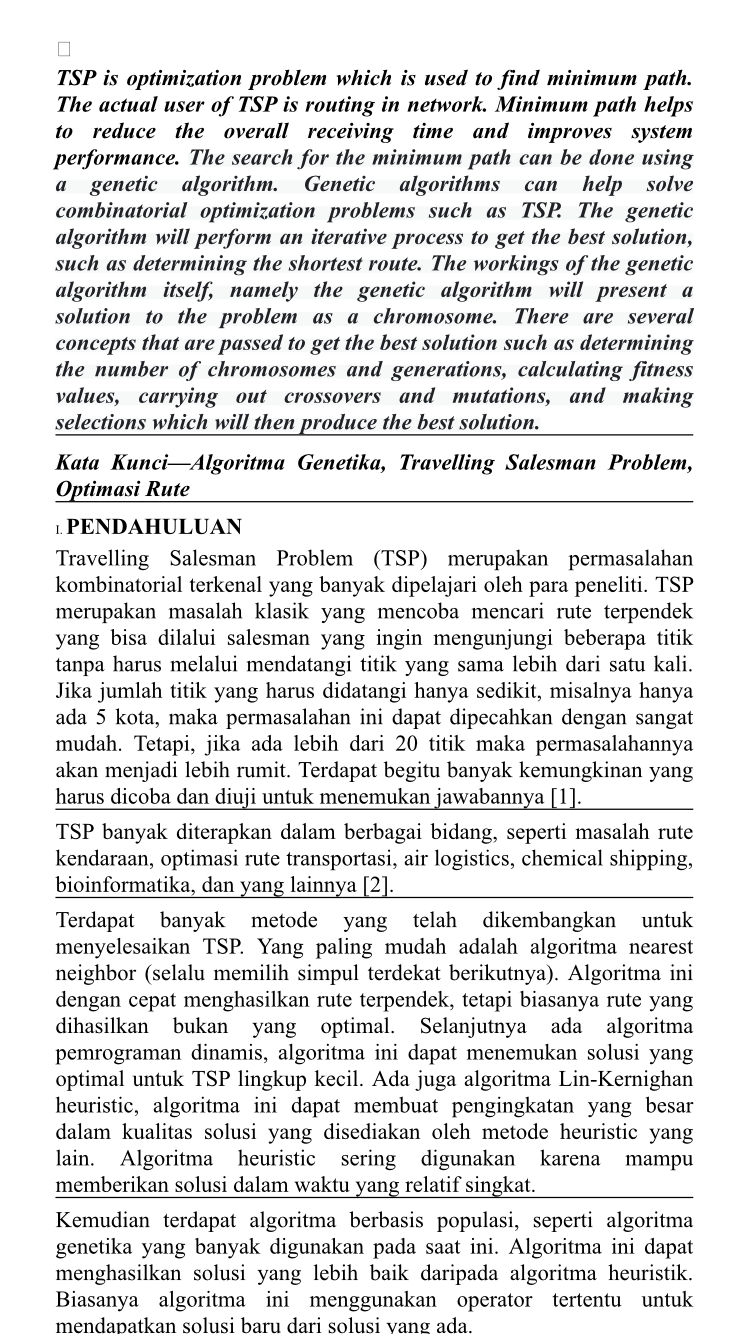 TSP is optimization problem which is used to find minimum path.
The actual user of TSP is routing in network. Minimum path helps
to reduce the overall receiving time and improves system
performance. The search for the minimum path can be done using
a genetic algorithm. Genetic algorithms can help solve
combinatorial optimization problems such as TSP. The genetic
algorithm will perform an iterative process to get the best solution,
such as determining the shortest route. The workings of the genetic
algorithm itself, namely the genetic algorithm will present a
solution to the problem as a chromosome. There are several
concepts that are passed to get the best solution such as determining
the number of chromosomes and generations, calculating fitness
values, carrying out crossovers and mutations, and making
selections which will then produce the best solution.
Kata Kunci—Algoritma Genetika, Travelling Salesman Problem,
Optimasi Rute
I. PENDAHULUAN
Travelling Salesman Problem (TSP) merupakan permasalahan
kombinatorial terkenal yang banyak dipelajari oleh para peneliti. TSP
merupakan masalah klasik yang mencoba mencari rute terpendek
yang bisa dilalui salesman yang ingin mengunjungi beberapa titik
tanpa harus melalui mendatangi titik yang sama lebih dari satu kali.
Jika jumlah titik yang harus didatangi hanya sedikit, misalnya hanya
ada 5 kota, maka permasalahan ini dapat dipecahkan dengan sangat
mudah. Tetapi, jika ada lebih dari 20 titik maka permasalahannya
akan menjadi lebih rumit. Terdapat begitu banyak kemungkinan yang
harus dicoba dan diuji untuk menemukan jawabannya [1].
TSP banyak diterapkan dalam berbagai bidang, seperti masalah rute
kendaraan, optimasi rute transportasi, air logistics, chemical shipping,
bioinformatika, dan yang lainnya [2].
Terdapat banyak metode yang telah dikembangkan untuk
menyelesaikan TSP. Yang paling mudah adalah algoritma nearest
neighbor (selalu memilih simpul terdekat berikutnya). Algoritma ini
dengan cepat menghasilkan rute terpendek, tetapi biasanya rute yang
dihasilkan bukan yang optimal. Selanjutnya ada algoritma
pemrograman dinamis, algoritma ini dapat menemukan solusi yang
optimal untuk TSP lingkup kecil. Ada juga algoritma Lin-Kernighan
heuristic, algoritma ini dapat membuat pengingkatan yang besar
dalam kualitas solusi yang disediakan oleh metode heuristic yang
lain. Algoritma heuristic sering digunakan karena mampu
memberikan solusi dalam waktu yang relatif singkat.
Kemudian terdapat algoritma berbasis populasi, seperti algoritma
genetika yang banyak digunakan pada saat ini. Algoritma ini dapat
menghasilkan solusi yang lebih baik daripada algoritma heuristik.
Biasanya algoritma ini menggunakan operator tertentu untuk
mendapatkan solusi baru dari solusi yang ada.